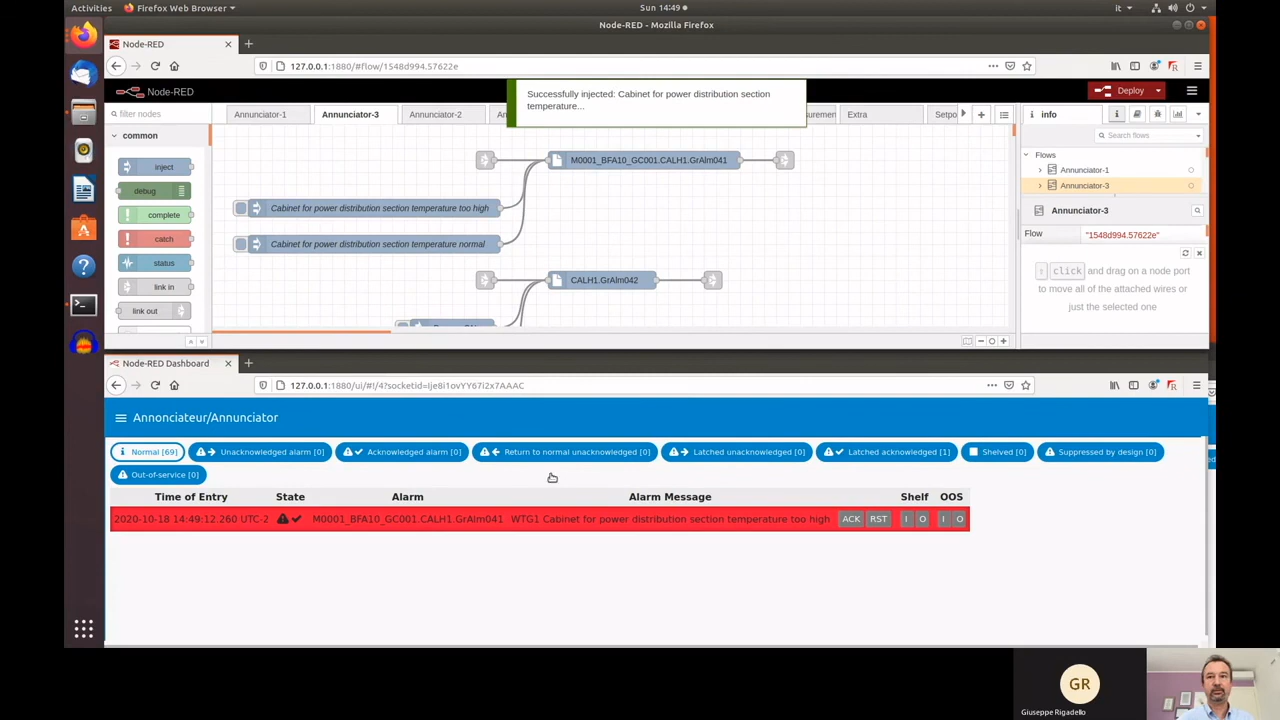 Activities
Firefox Web Browser
Sun 14:49
it
Node-RED — Mozilla Firefox
Node-RED
127.0.0.1:1880/#flow/1548d994.57622e
Node-RED
Successfully injected: Cabinet for power distribution section
temperature...
Deploy
filter nodes
Annunciator-1
Annunciator-3
Annunciator-2
An
urement
Extra
Setpo
info
common
Search flows
inject
debug
complete
catch
status
link in
link out
M0001_BFA10_GC001.CALH1.GrAlm041
Cabinet for power distribution section temperature too high
Cabinet for power distribution section temperature normal
CALH1.GrAlm042
Flows
Annunciator-1
Annunciator-3
Annunciator-3
Flow
"1548d994.57622e"
click and drag on a node port
to move all of the attached wires or
just the selected one
Node-RED Dashboard
127.0.0.1:1880/ui/#!/4?socketid=Ije8i1ovYY67i2x7AAAC
Annonciateur/Annunciator
Normal [69]
Unacknowledged alarm [0]
Acknowledged alarm [0]
Return to normal unacknowledged [0]
Latched unacknowledged [0]
Latched acknowledged [1]
Shelved [0]
Suppressed by design [0]
Out-of-service [0]
Time of Entry State Alarm Alarm Message Shelf OOS
2020-10-18 14:49:12.260 UTC-2 M0001_BFA10_GC001.CALH1.GrAlm041 WTG1 Cabinet for power distribution section temperature too high ACK RST I O I O
GR
Giuseppe Rigadello